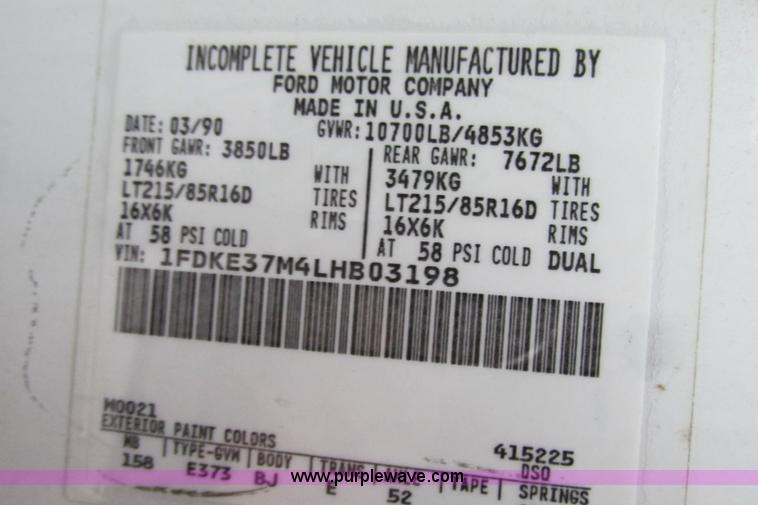 INCOMPLETE VEHICLE MANUFACTURED BY
FORD MOTOR COMPANY
MADE IN U.S.A.
DATE: 03/90 GVWR: 10700LB/4853KG
FRONT GAWR: 3850LB REAR GAWR: 7672LB
1746KG WITH 3479KG WITH
LT215/85R16D TIRES LT215/85R16D TIRES
16X6K RIMS 16X6K RIMS
AT 58 PSI COLD AT 58 PSI COLD DUAL
VIN: 1FDKE37M4LHB03198
M0021
EXTERIOR PAINT COLORS 415225
WB TYPE-GVW BODY TRANS TAPE DSO SPRINGS
158 E373 BJ E 52
www.purplewave.com